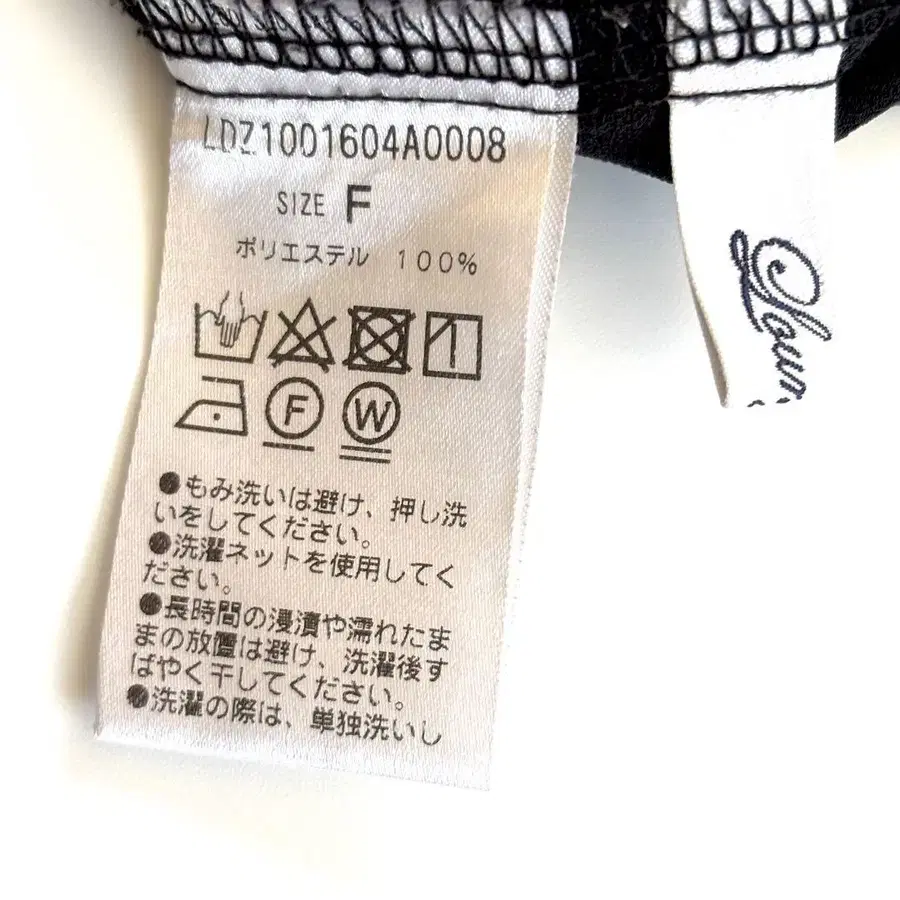 LDZ1001604A0008
SIZE F
ポリエステル 100%
F W
●もみ洗いは避け、押し洗
いをしてください。
●洗濯ネットを使用してく
ださい。
●長時間の浸漬や濡れたま
まの放置は避け、洗濯後す
ばやく干してください。
●洗濯の際は、単独洗いし